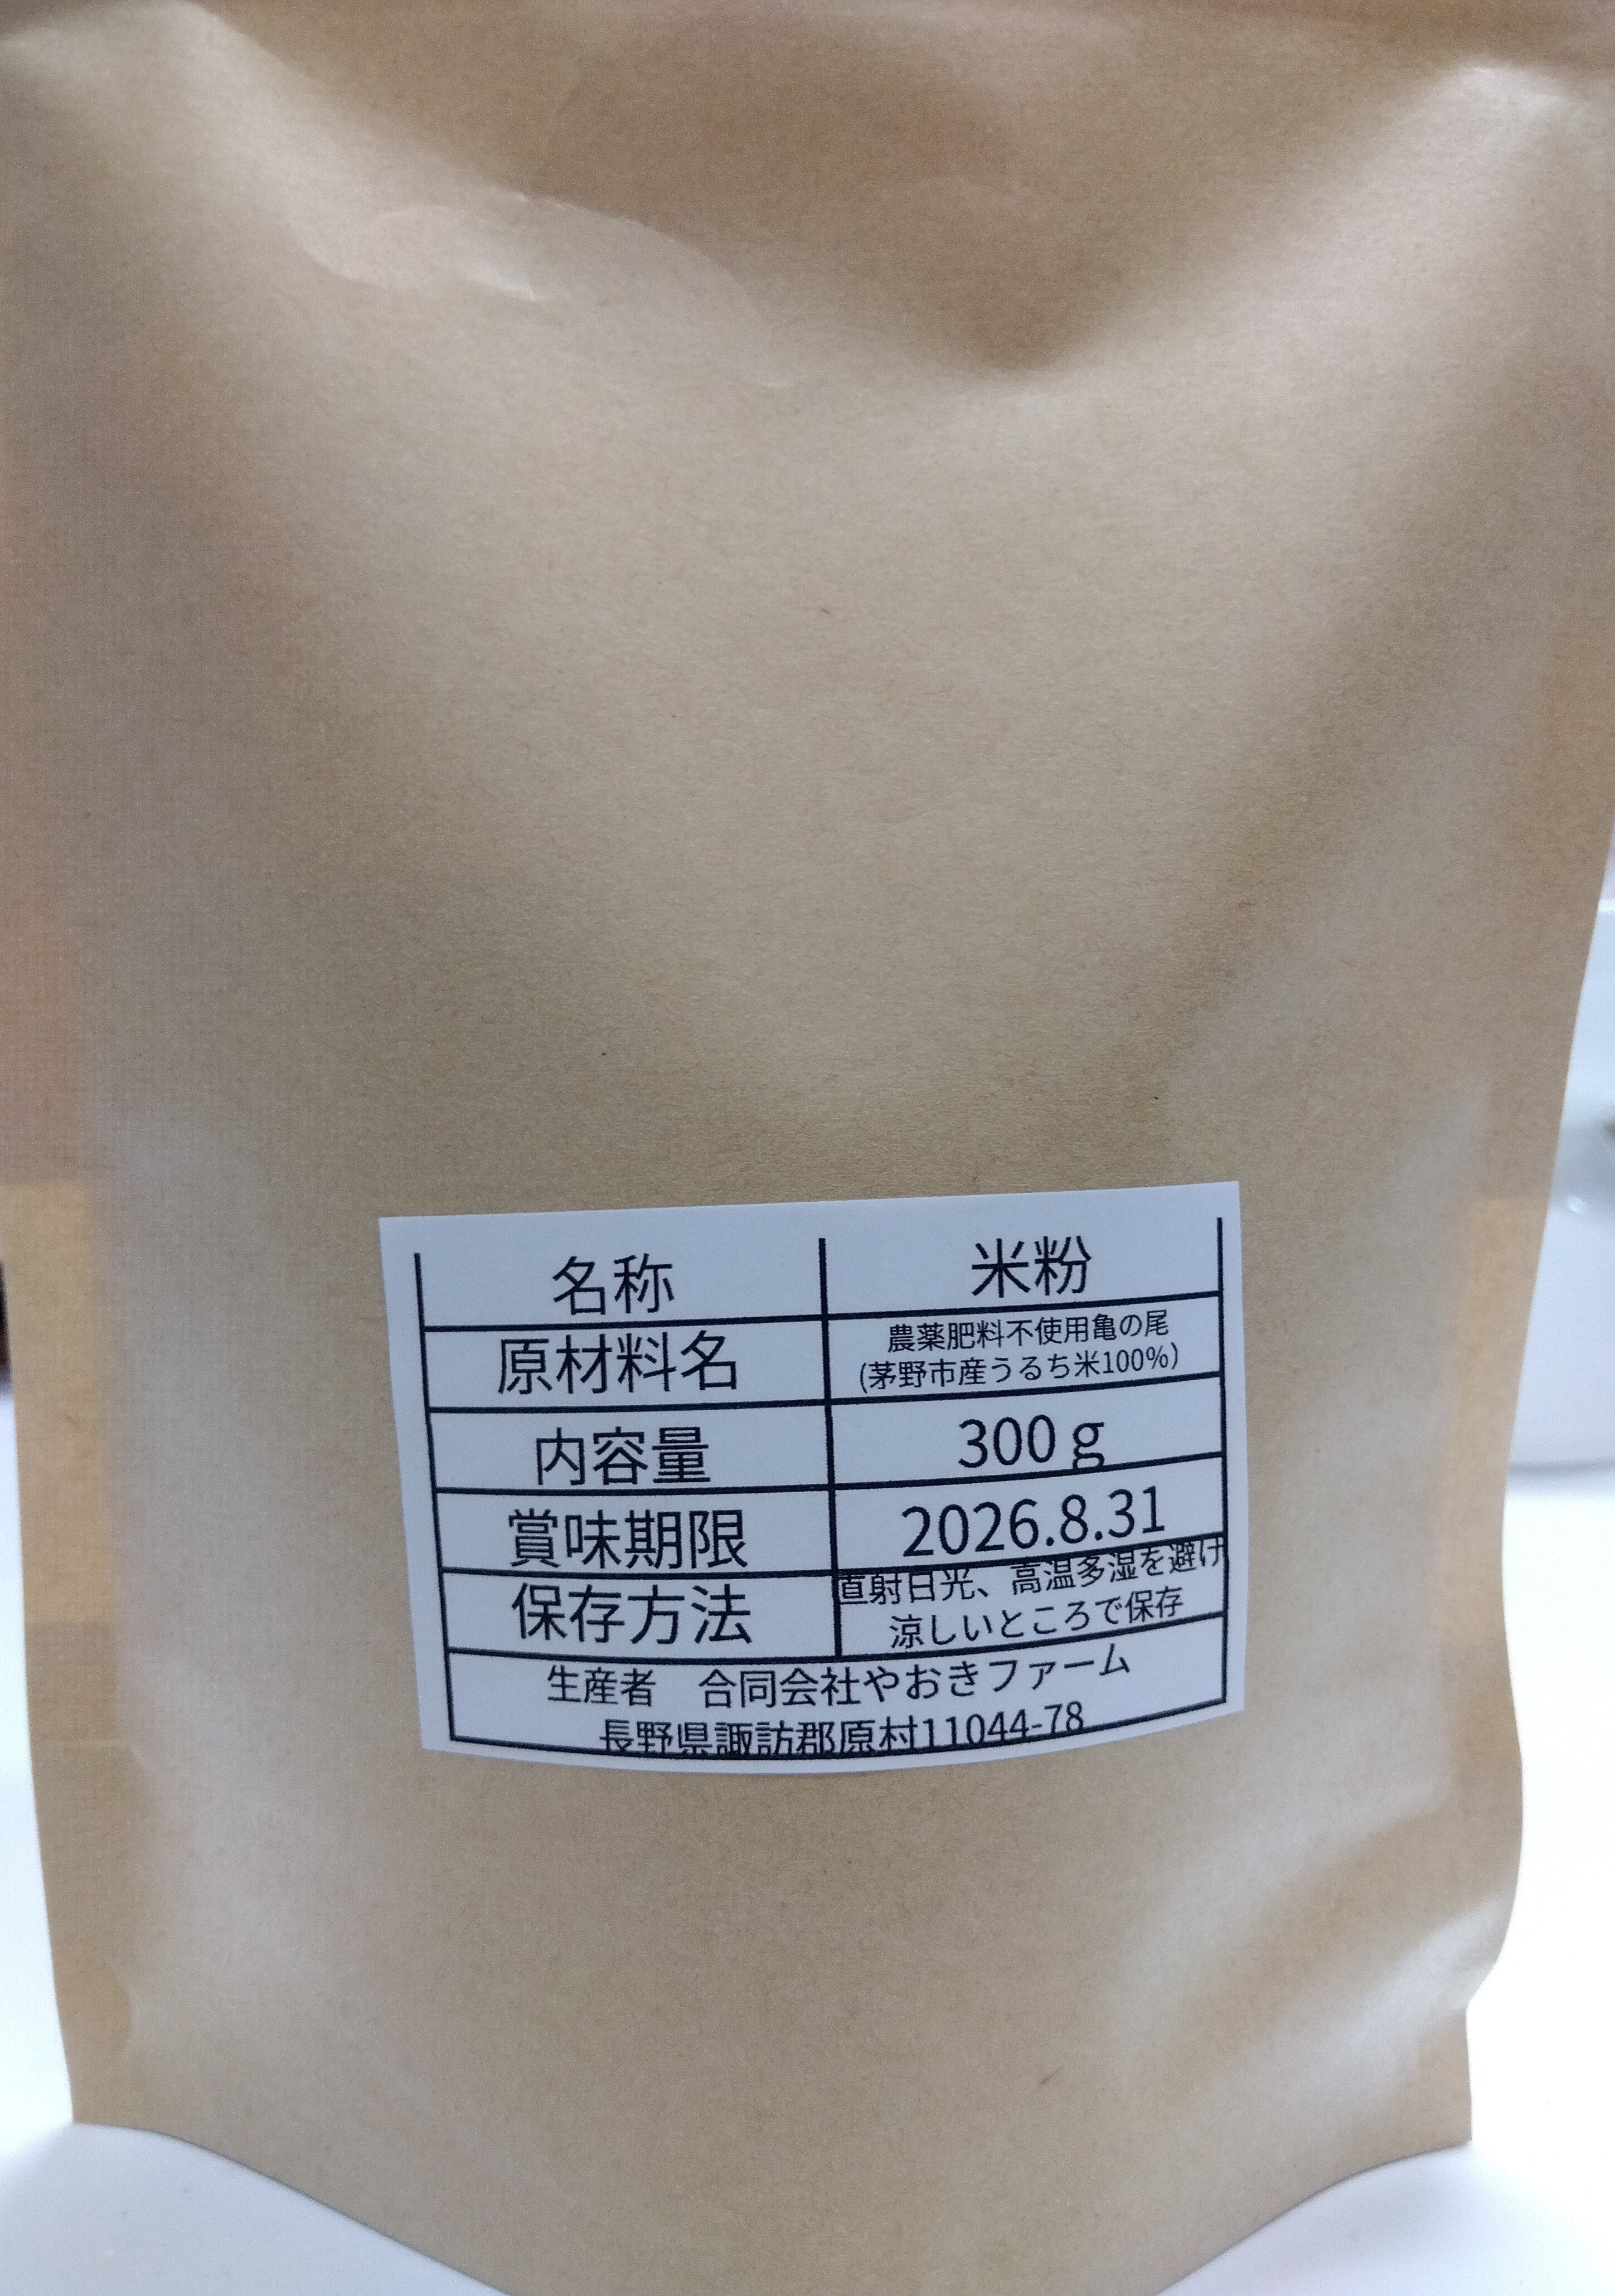 名称 米粉
原材料名 農薬肥料不使用亀の尾
(茅野市産うるち米100%)
内容量 300g
賞味期限 2026.8.31
保存方法 直射日光、高温多湿を避け
涼しいところで保存
生産者 合同会社やおきファーム
長野県諏訪郡原村11044-78